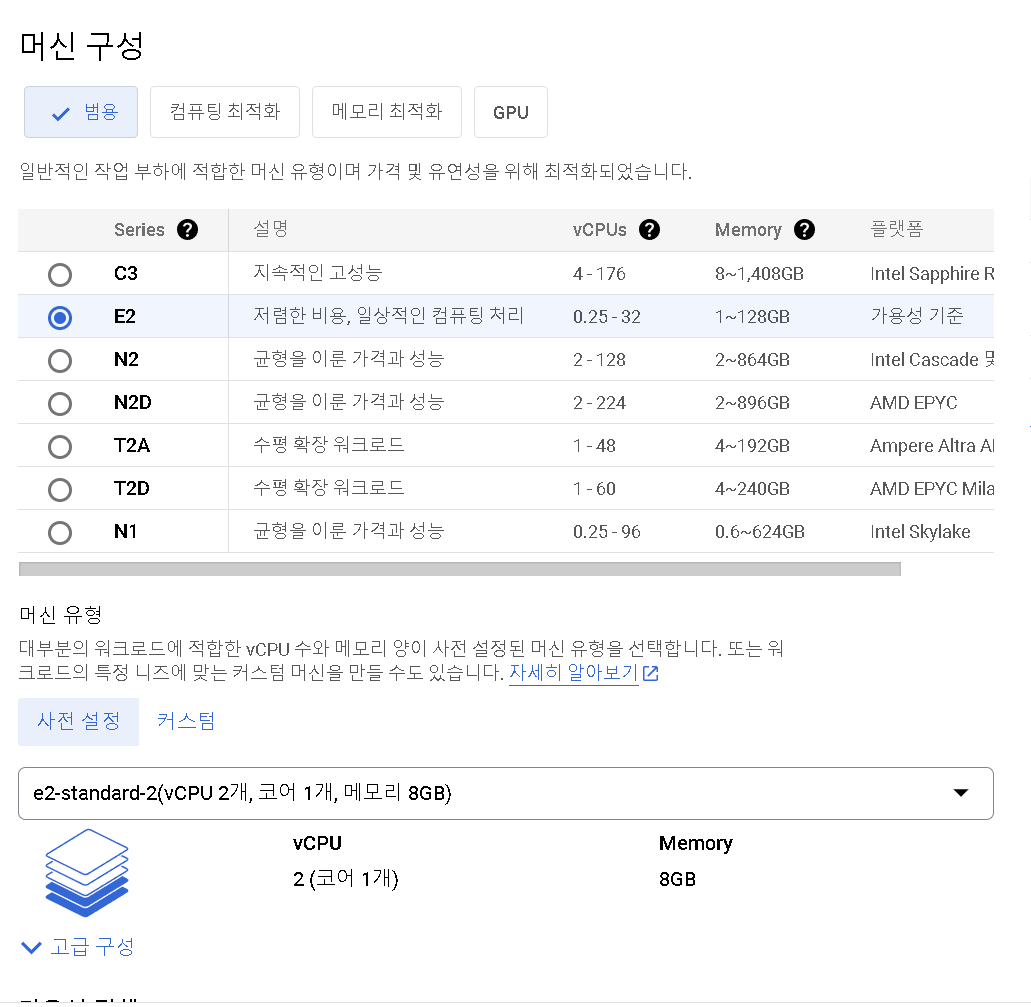 머신 구성
범용 컴퓨팅 최적화 메모리 최적화 GPU
일반적인 작업 부하에 적합한 머신 유형이며 가격 및 유연성을 위해 최적화되었습니다.
Series 설명 vCPUs Memory 플랫폼
C3 지속적인 고성능 4 - 176 8~1,408GB Intel Sapphire R
E2 저렴한 비용, 일상적인 컴퓨팅 처리 0.25 - 32 1~128GB 가용성 기준
N2 균형을 이룬 가격과 성능 2 - 128 2~864GB Intel Cascade 및
N2D 균형을 이룬 가격과 성능 2 - 224 2~896GB AMD EPYC
T2A 수평 확장 워크로드 1 - 48 4~192GB Ampere Altra
T2D 수평 확장 워크로드 1 - 60 4~240GB AMD EPYC Mila
N1 균형을 이룬 가격과 성능 0.25 - 96 0.6~624GB Intel Skylake
머신 유형
대부분의 워크로드에 적합한 vCPU 수와 메모리 양이 사전 설정된 머신 유형을 선택합니다. 또는 워
크로드의 특정 니즈에 맞는 커스텀 머신을 만들 수도 있습니다. 자세히 알아보기
사전 설정 커스텀
e2-standard-2(vCPU 2개, 코어 1개, 메모리 8GB)
vCPU Memory
2 (코어 1개) 8GB
고급 구성